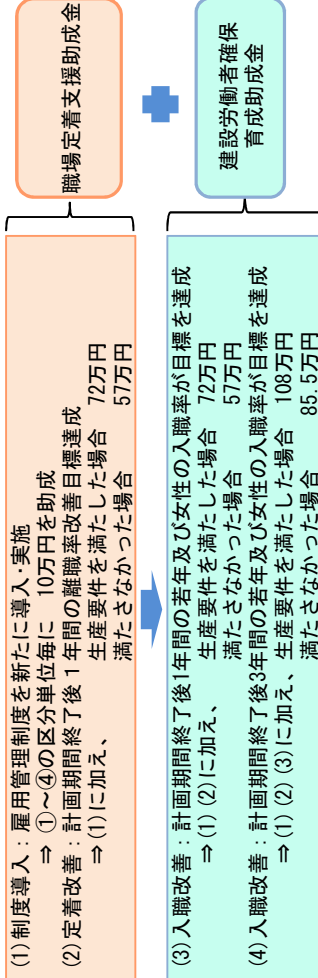 (1)制度導入：雇用管理制度を新たに導入・実施
⇒ ①～④の区分単位毎に 10万円を助成
(2)定着改善：計画期間終了後１年間の離職率改善目標達成
⇒(1)に加え、 生産要件を満たした場合 72万円
満たさなかった場合 57万円
職場定着支援助成金
(3)入職改善：計画期間終了後1年間の若年及び女性の入職率が目標を達成
⇒(1)(2)に加え、 生産要件を満たした場合 72万円
満たさなかった場合 57万円
(4)入職改善：計画期間終了後3年間の若年及び女性の入職率が目標を達成
⇒(1)(2)(3)に加え、生産要件を満たした場合 108万円
満たさなかった場合 85.5万円
建設労働者確保
育成助成金